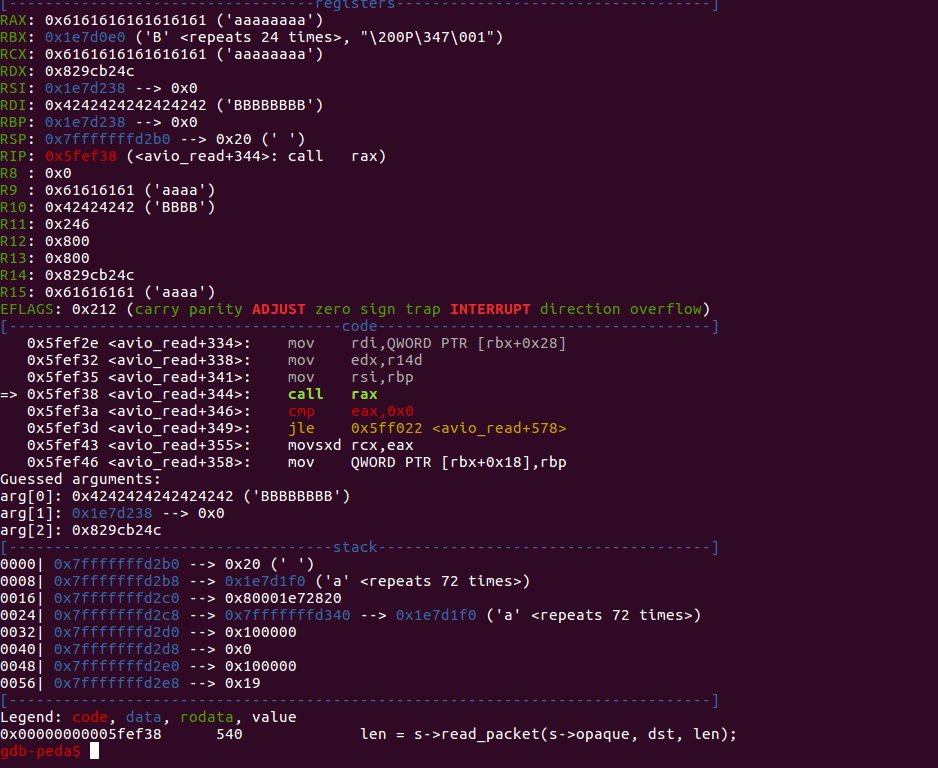 [----------------------------------registers-----------------------------------]
RAX: 0x6161616161616161 ('aaaaaaaa')
RBX: 0x1e7d0e0 ('B' <repeats 24 times>, "\200P\347\001")
RCX: 0x6161616161616161 ('aaaaaaaa')
RDX: 0x829cb24c
RSI: 0x1e7d238 --> 0x0
RDI: 0x4242424242424242 ('BBBBBBBB')
RBP: 0x1e7d238 --> 0x0
RSP: 0x7fffffffd2b0 --> 0x20 (' ')
RIP: 0x5fef38 (<avio_read+344>: call   rax)
R8 : 0x0
R9 : 0x61616161 ('aaaa')
R10: 0x42424242 ('BBBB')
R11: 0x246
R12: 0x800
R13: 0x800
R14: 0x829cb24c
R15: 0x61616161 ('aaaa')
EFLAGS: 0x212 (carry parity ADJUST zero sign trap INTERRUPT direction overflow)
[-------------------------------------code-------------------------------------]
   0x5fef2e <avio_read+334>:    mov    rdi,QWORD PTR [rbx+0x28]
   0x5fef32 <avio_read+338>:    mov    edx,r14d
   0x5fef35 <avio_read+341>:    mov    rsi,rbp
=> 0x5fef38 <avio_read+344>:    call   rax
   0x5fef3a <avio_read+346>:    cmp    eax,0x0
   0x5fef3d <avio_read+349>:    jle    0x5ff022 <avio_read+578>
   0x5fef43 <avio_read+355>:    movsxd rcx,eax
   0x5fef46 <avio_read+358>:    mov    QWORD PTR [rbx+0x18],rbp
Guessed arguments:
arg[0]: 0x4242424242424242 ('BBBBBBBB')
arg[1]: 0x1e7d238 --> 0x0
arg[2]: 0x829cb24c
[------------------------------------stack-------------------------------------]
0000| 0x7fffffffd2b0 --> 0x20 (' ')
0008| 0x7fffffffd2b8 --> 0x1e7d1f0 ('a' <repeats 72 times>)
0016| 0x7fffffffd2c0 --> 0x80001e72820
0024| 0x7fffffffd2c8 --> 0x7fffffffd340 --> 0x1e7d1f0 ('a' <repeats 72 times>)
0032| 0x7fffffffd2d0 --> 0x100000
0040| 0x7fffffffd2d8 --> 0x0
0048| 0x7fffffffd2e0 --> 0x100000
0056| 0x7fffffffd2e8 --> 0x19
[------------------------------------------------------------------------------]
Legend: code, data, rodata, value
0x00000000005fef38      540             len = s->read_packet(s->opaque, dst, len);
gdb-peda$